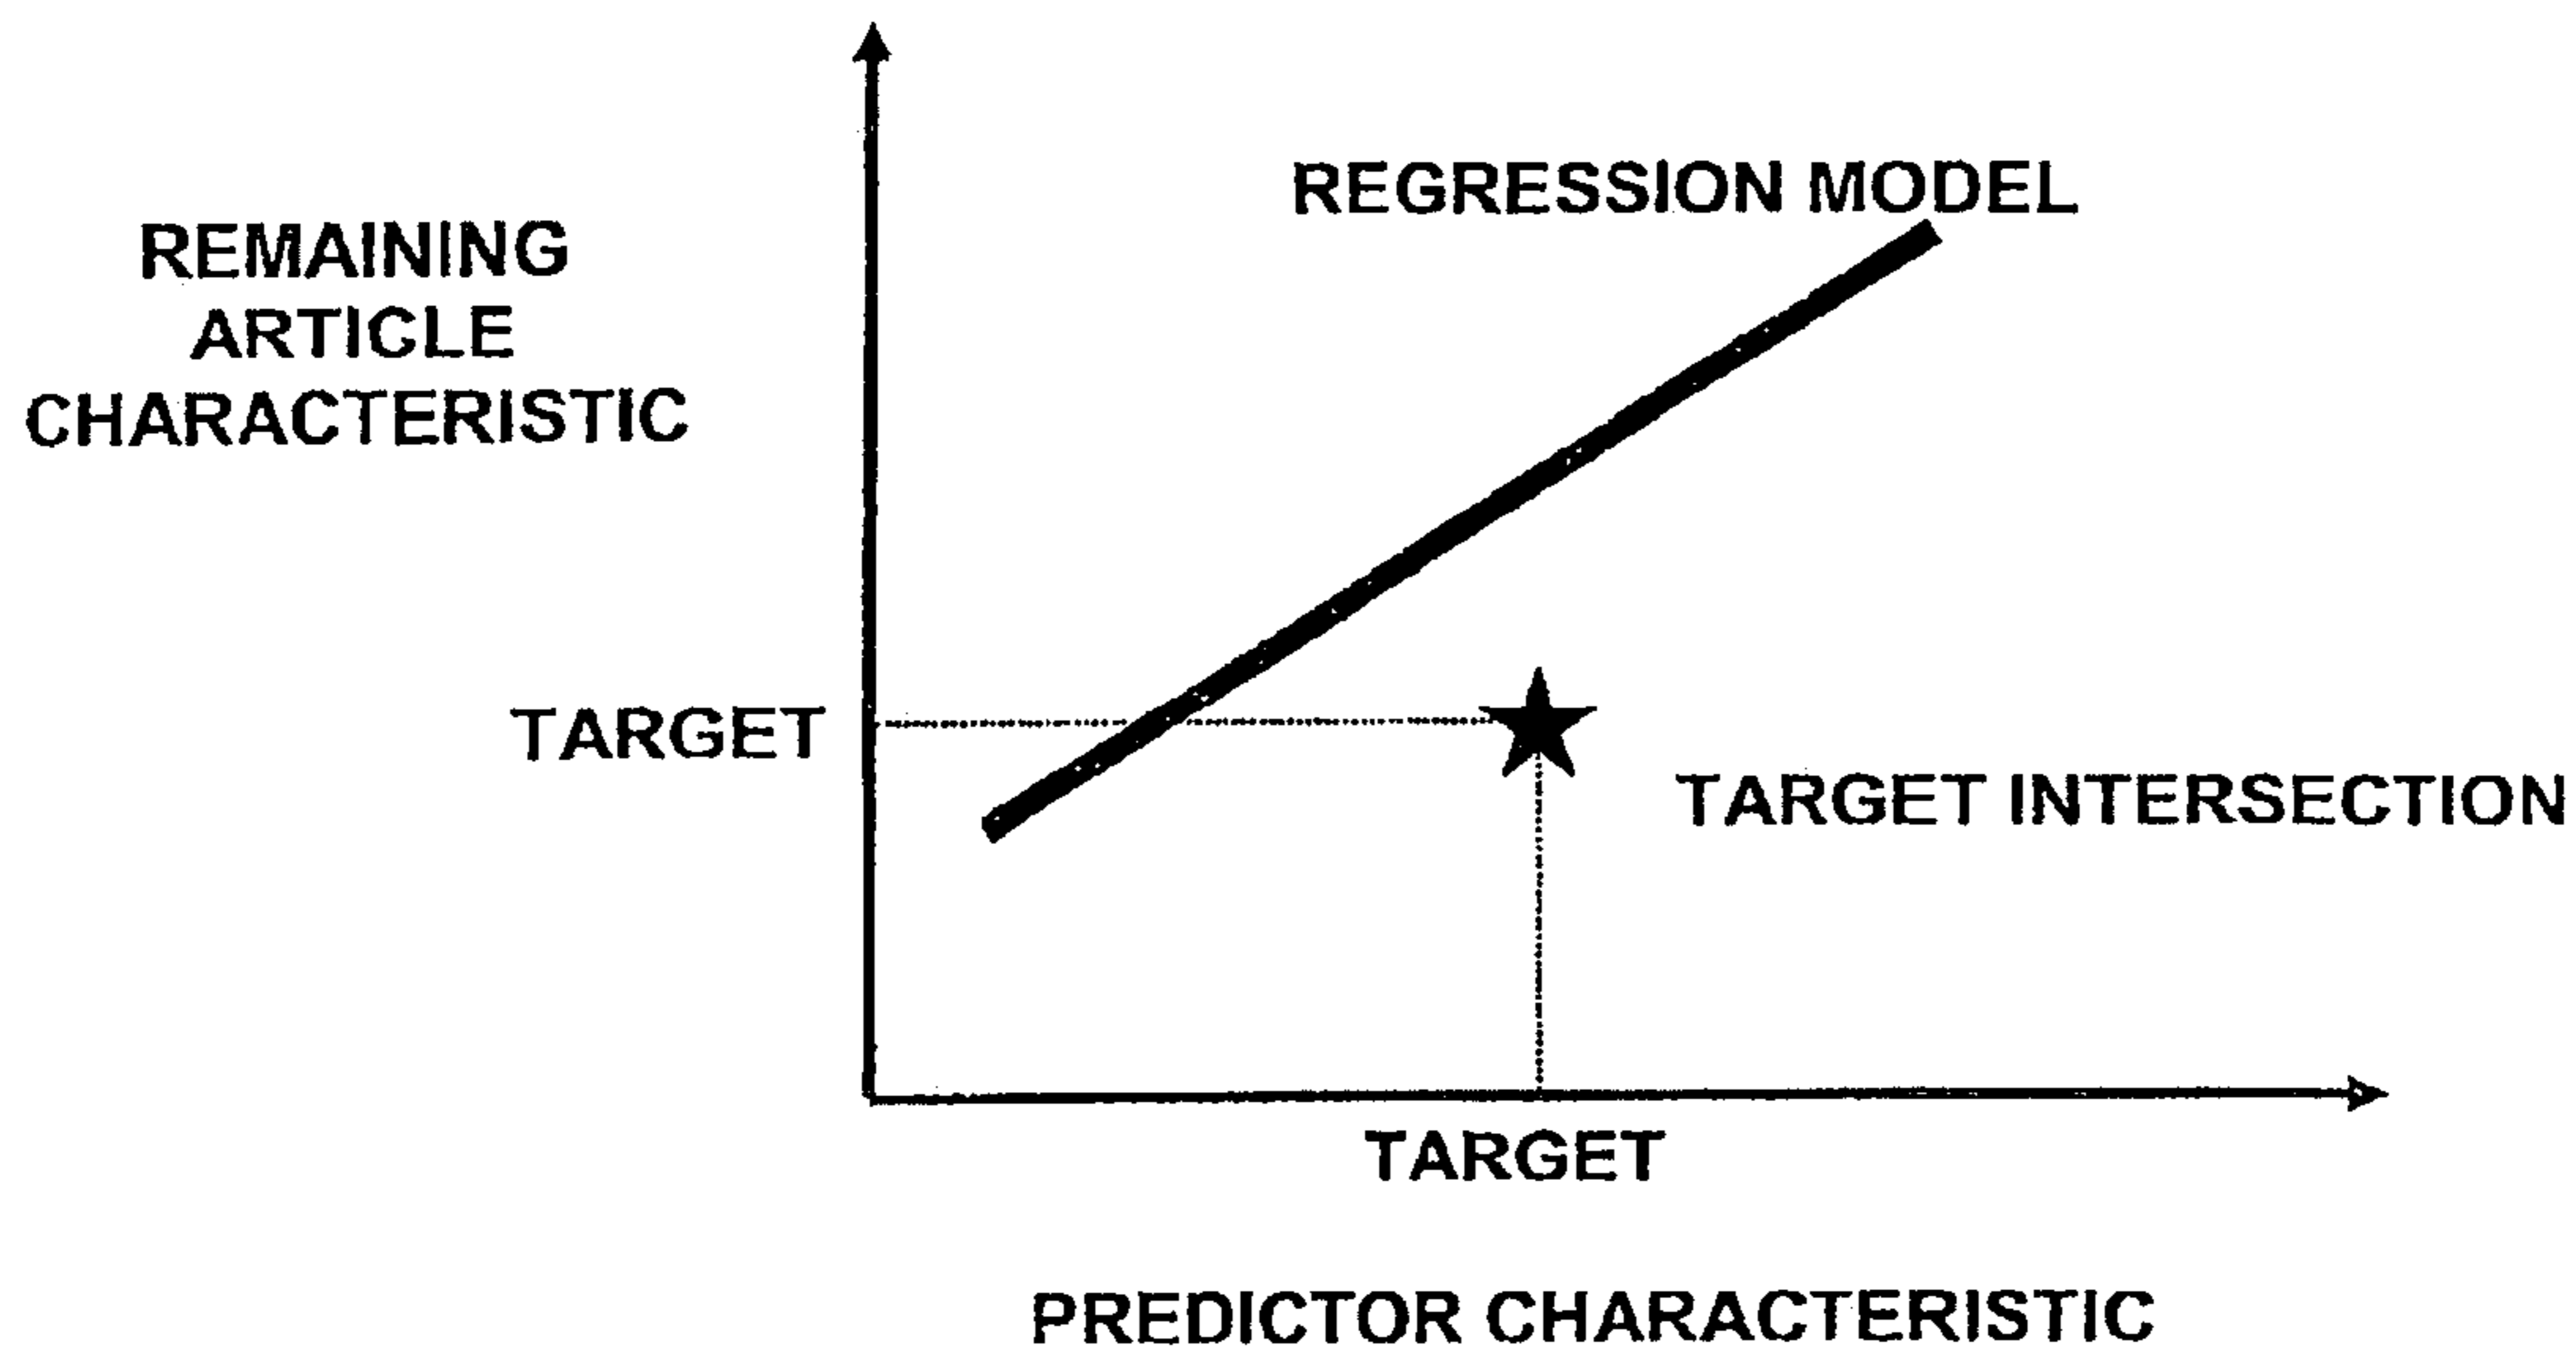 REGRESSION MODEL
REMAINING
ARTICLE
CHARACTERISTIC
TARGET
TARGET INTERSECTION
TARGET
PREDICTOR CHARACTERISTIC